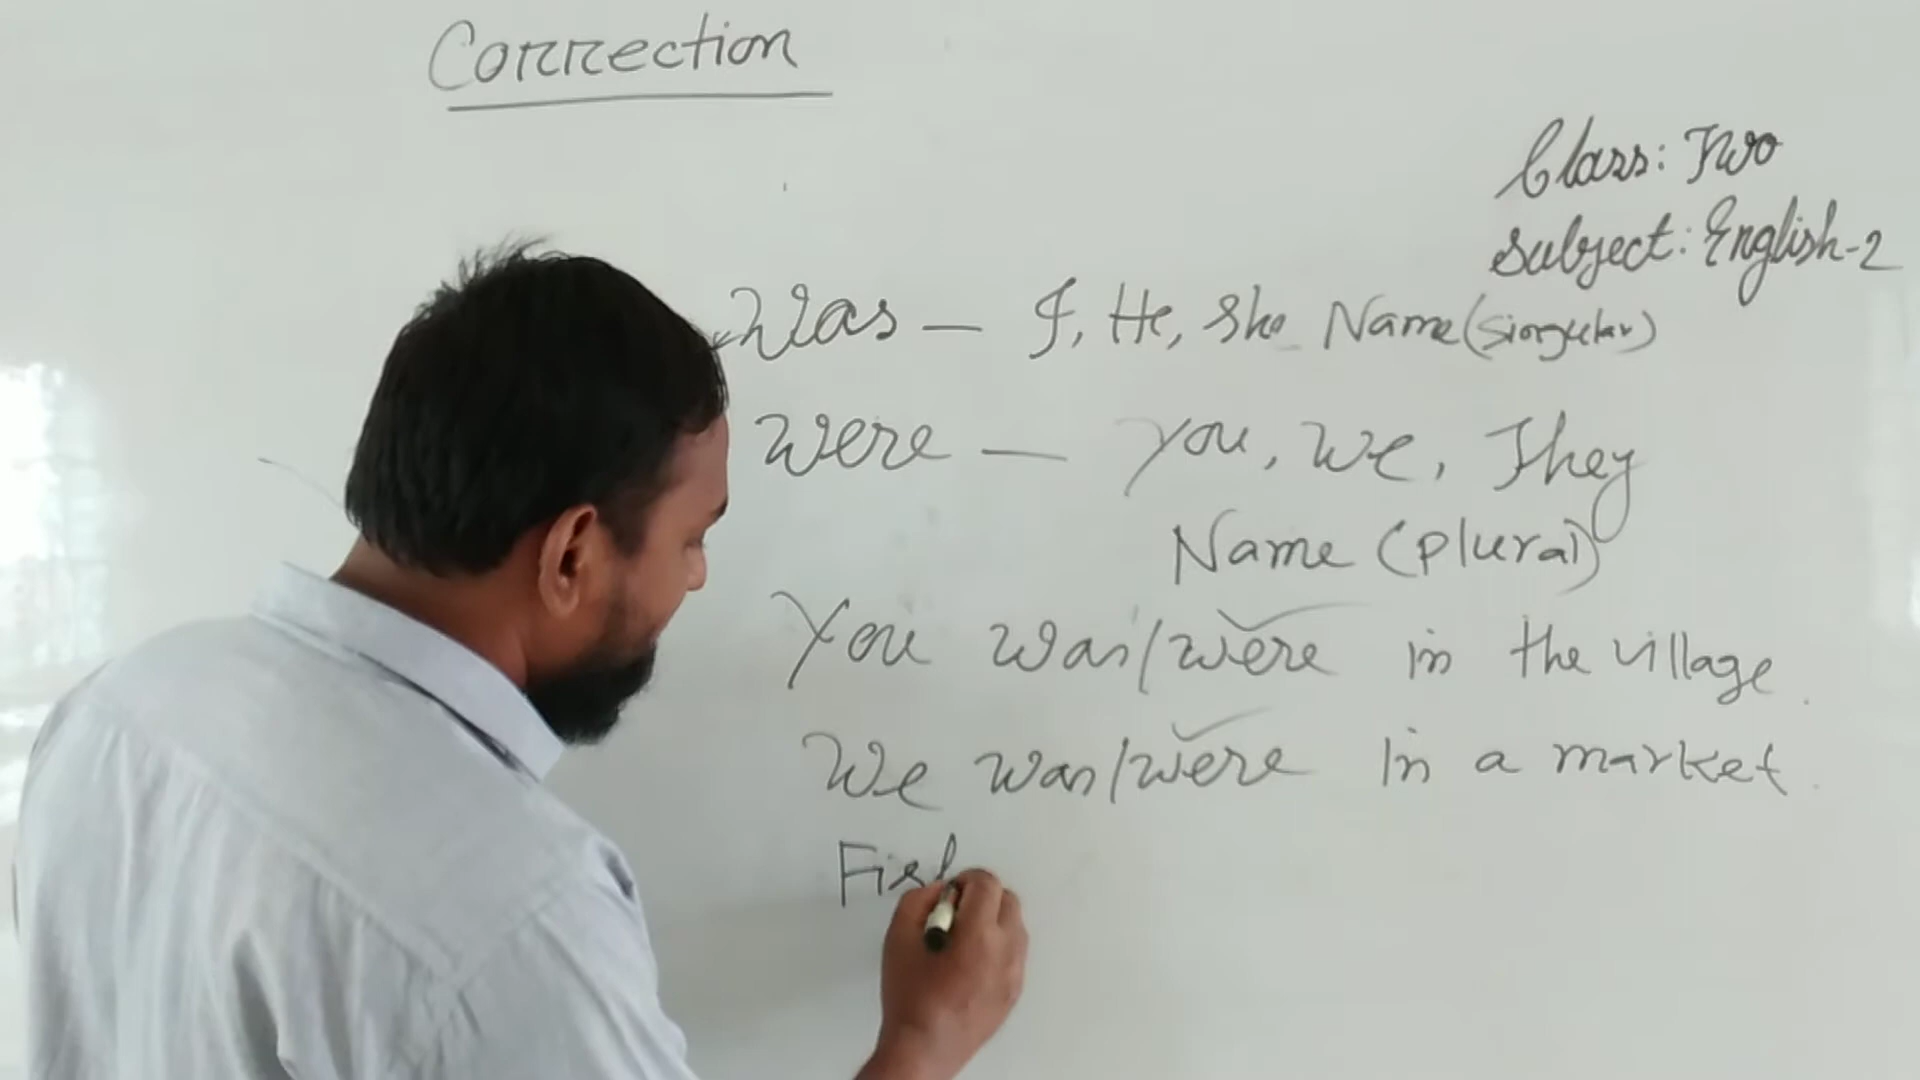 Correction
Class: Two
Subject: English-2
Was — I, He, She Name (Singular)
Were — You, We, They
Name (Plural)
You was/were in the village.
We was/were in a market.
Fish